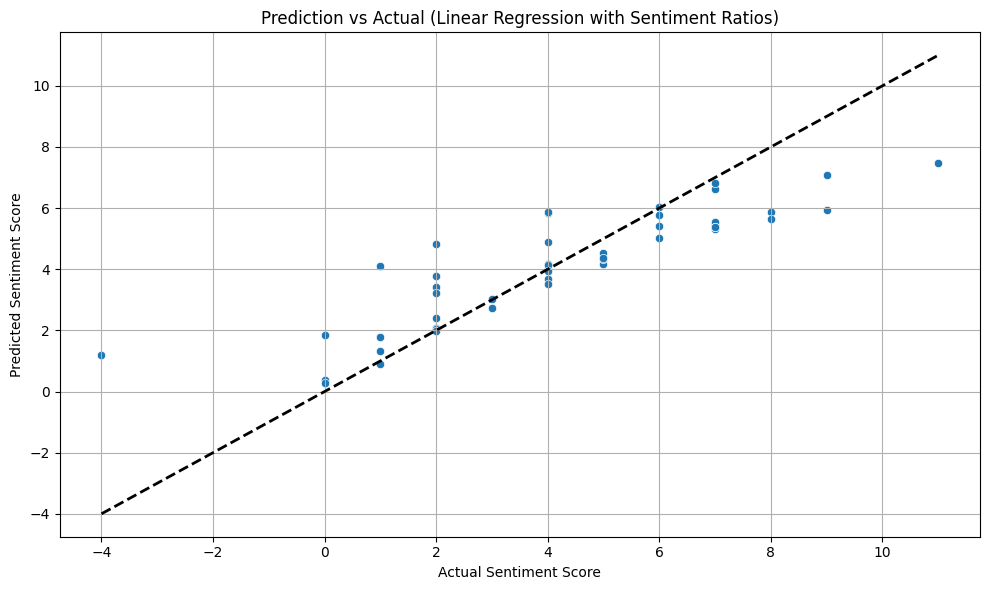 Prediction vs Actual (Linear Regression with Sentiment Ratios)
Predicted Sentiment Score
10
8
6
4
2
0
−2
−4
−4 −2 0 2 4 6 8 10
Actual Sentiment Score